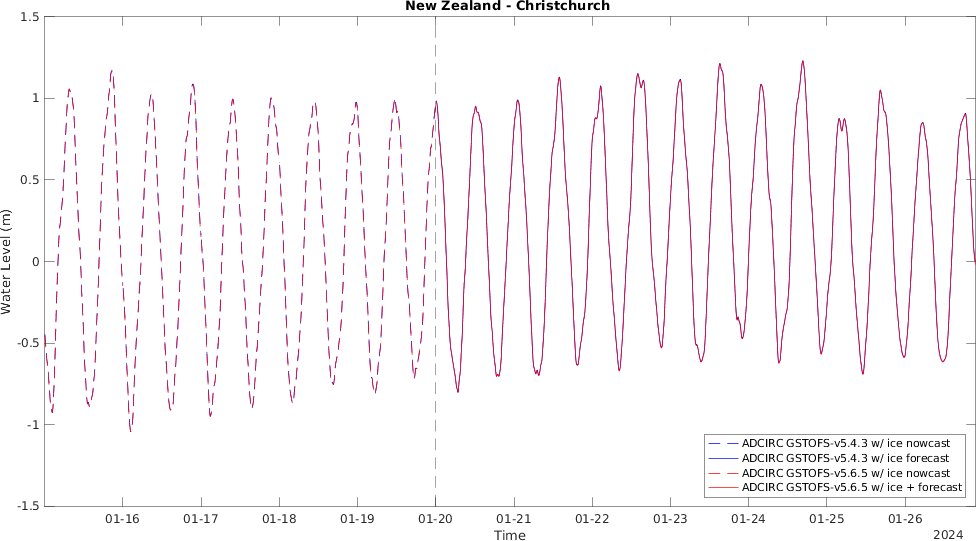 New Zealand - Christchurch
1.5
1
0.5
0
-0.5
-1
-1.5
Water Level (m)
ADCIRC GSTOFS-v5.4.3 w/ ice nowcast
ADCIRC GSTOFS-v5.4.3 w/ ice forecast
ADCIRC GSTOFS-v5.6.5 w/ ice nowcast
ADCIRC GSTOFS-v5.6.5 w/ ice + forecast
01-16 01-17 01-18 01-19 01-20 01-21 01-22 01-23 01-24 01-25 01-26
Time
2024